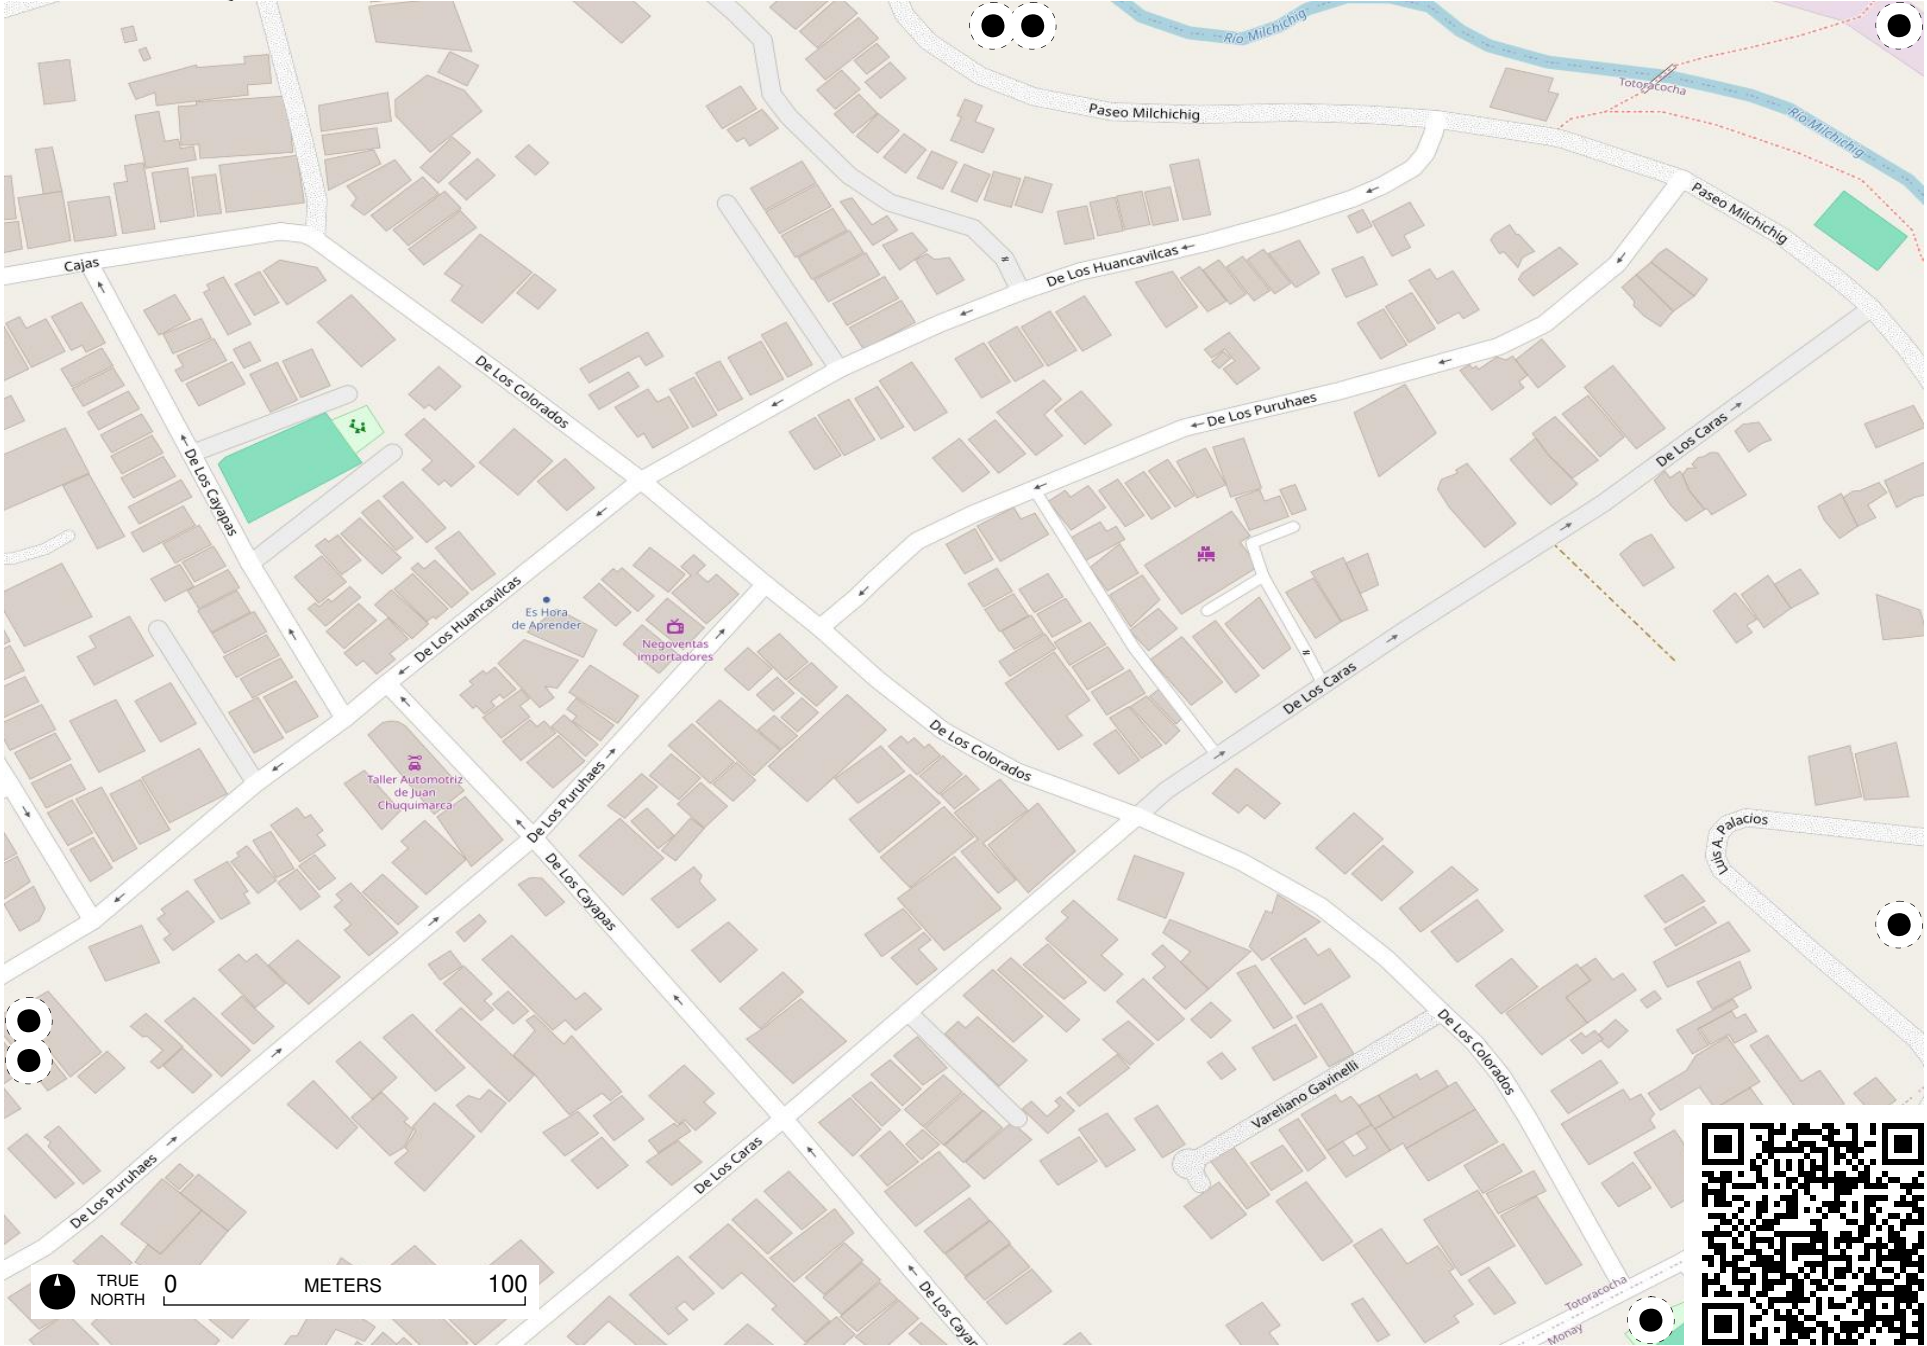 Río Milchichig
Totoracocha
Paseo Milchichig
Río Milchichig
Paseo Milchichig
De Los Huancavilcas
Cajas
De Los Colorados
De Los Puruhaes
De Los Caras
De Los Cayapas
Es Hora
de Aprender
De Los Huancavilcas
Negoventas
importadores
De Los Caras
De Los Colorados
Taller Automotriz
de Juan
Chuquimarca
De Los Puruhaes
Luis A. Palacios
De Los Cayapas
De Los Colorados
Vareliano Gavinelli
De Los Caras
De Los Puruhaes
TRUE
NORTH
0 METERS 100
De Los Cayap
Totoracocha
Monay